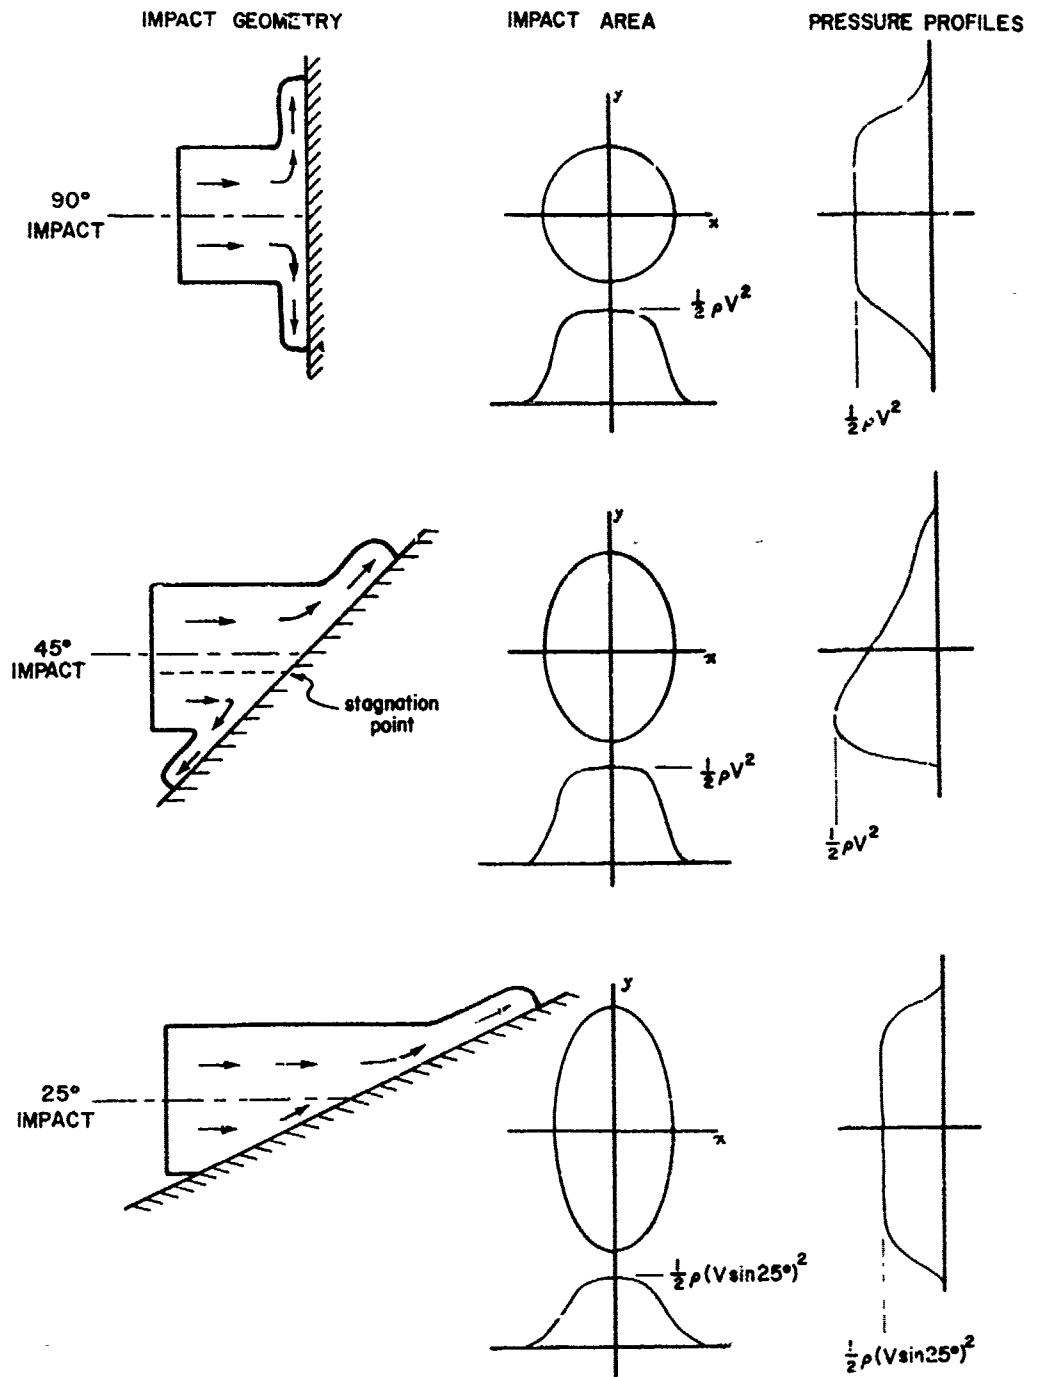 IMPACT GEOMETRY
IMPACT AREA
PRESSURE PROFILES
90°
IMPACT
y
x
½ρV²
½ρV²
45°
IMPACT
stagnation
point
y
x
½ρV²
½ρV²
25°
IMPACT
y
x
½ρ(Vsin25°)²
½ρ(Vsin25°)²